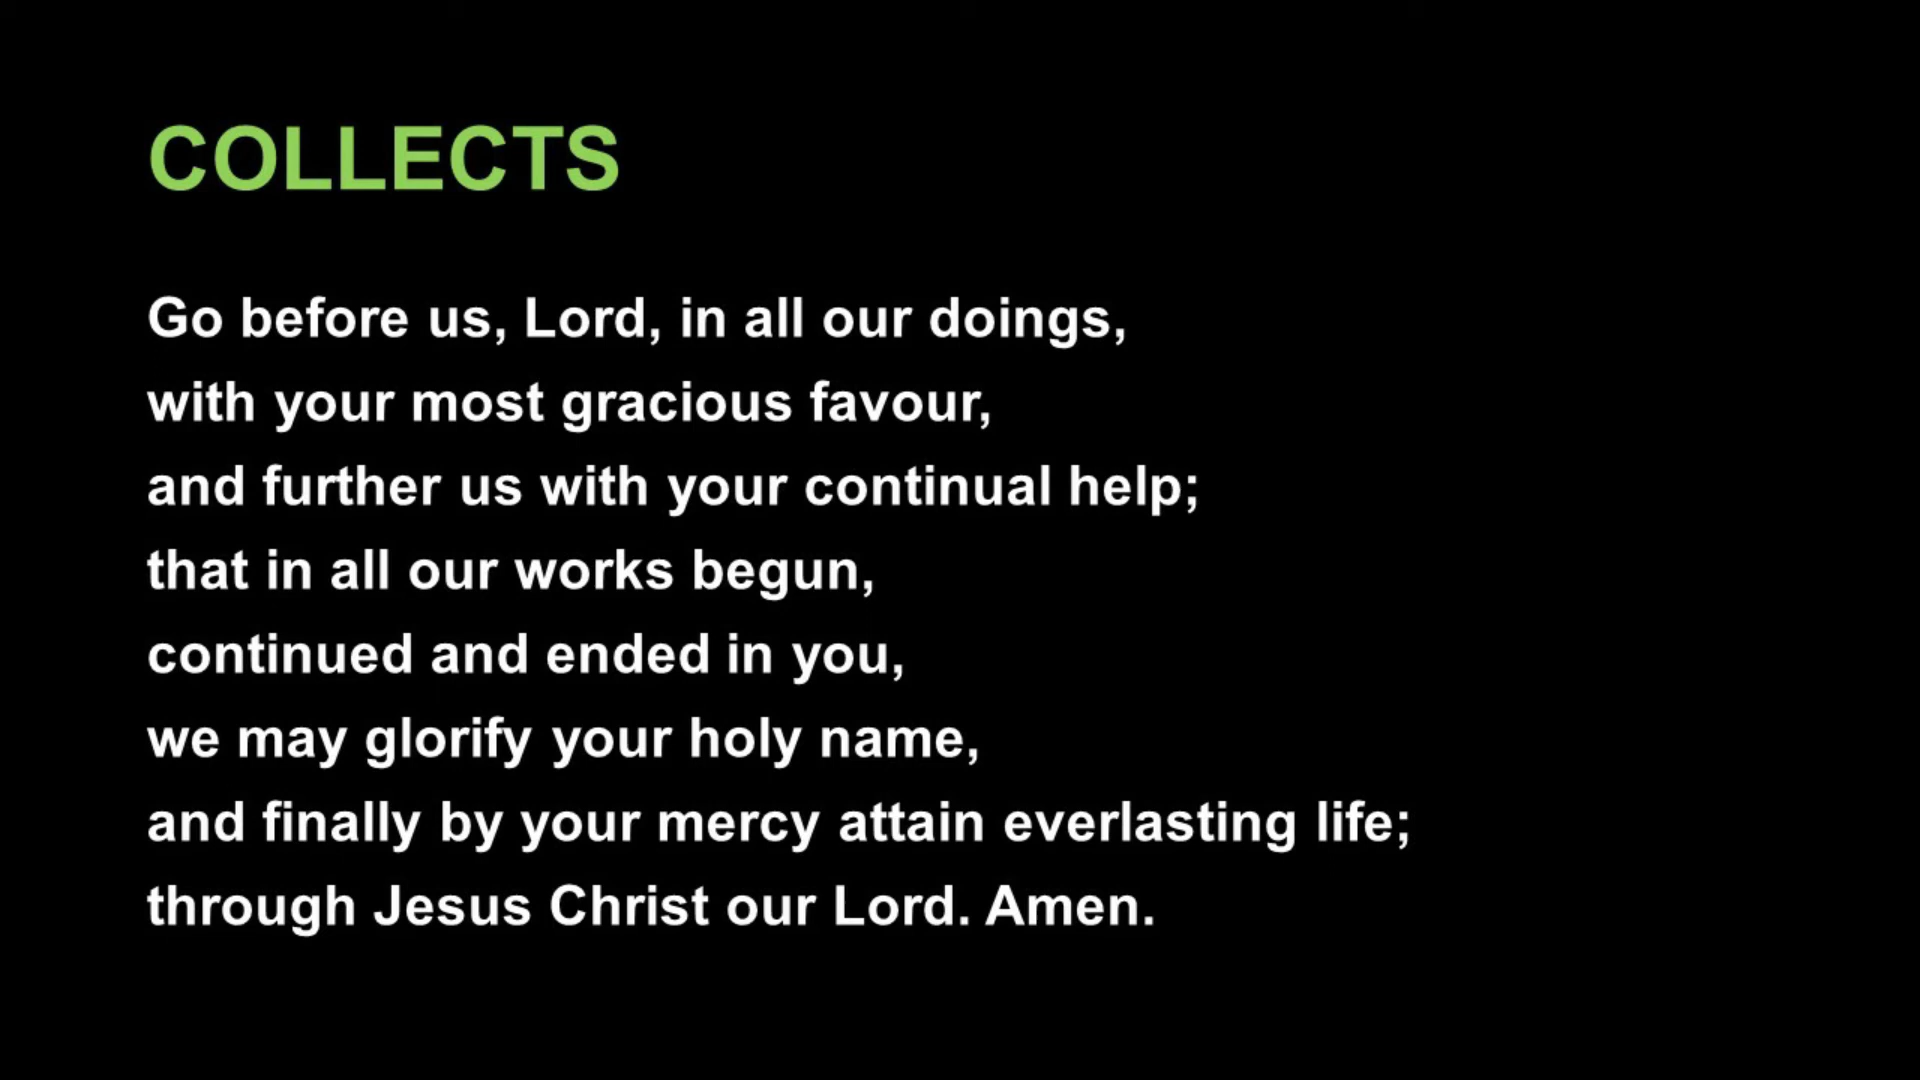 COLLECTS
Go before us, Lord, in all our doings,
with your most gracious favour,
and further us with your continual help;
that in all our works begun,
continued and ended in you,
we may glorify your holy name,
and finally by your mercy attain everlasting life;
through Jesus Christ our Lord. Amen.